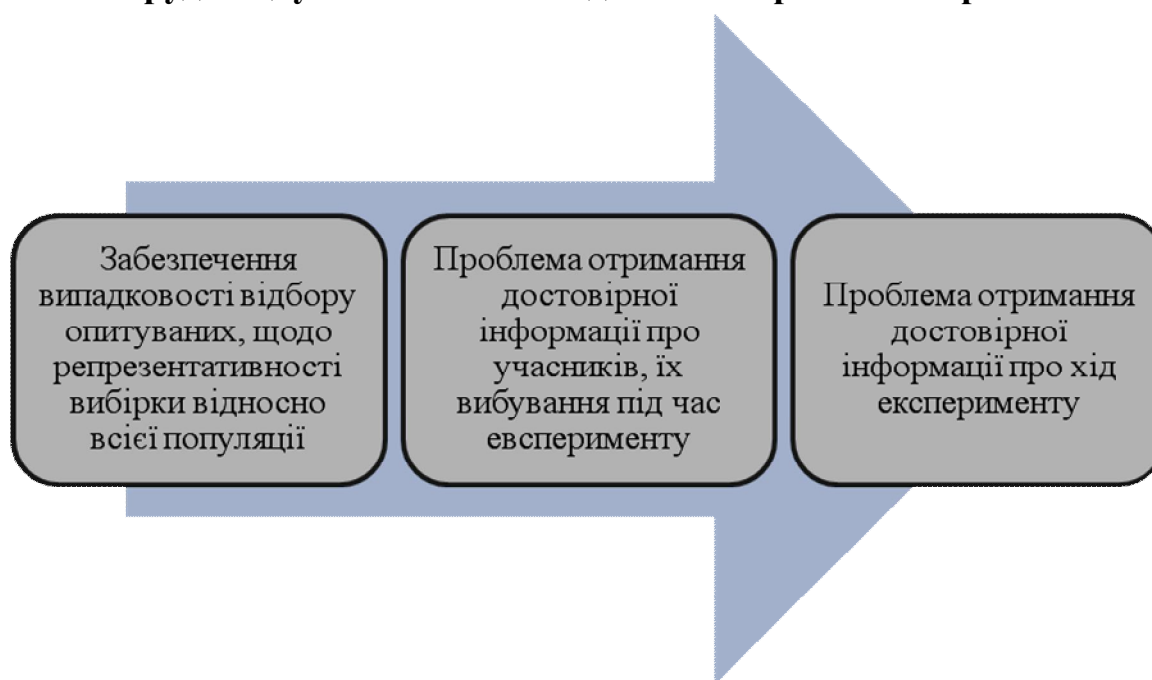 Забезпечення
випадковості відбору
опитуваних, щодо
репрезентативності
вибірки відносно
всієї популяції
Проблема отримання
достовірної
інформації про
учасників, їх
вибування під час
евсперименту
Проблема отримання
достовірної
інформації про хід
експерименту